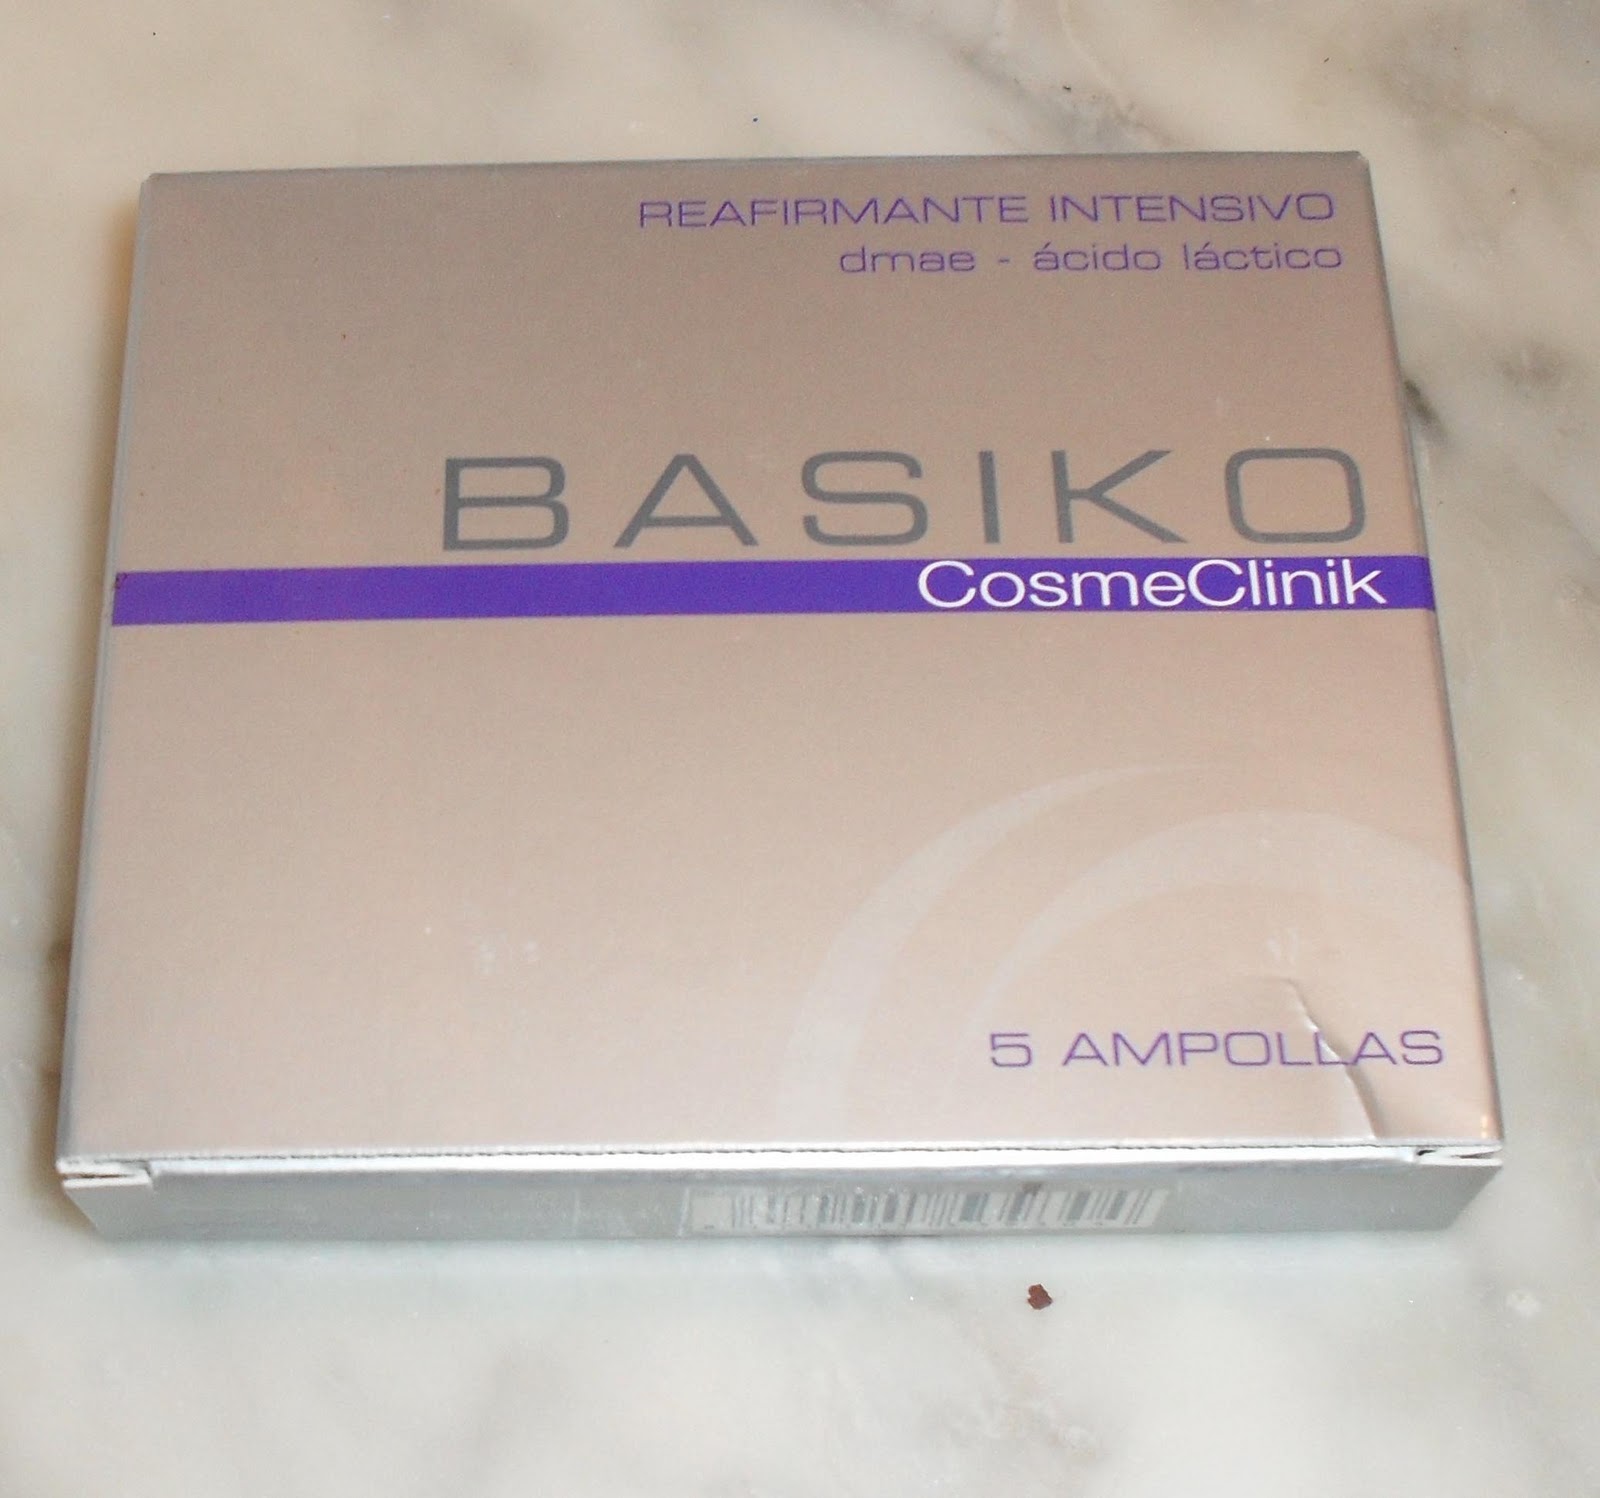 REAFIRMANTE INTENSIVO
dmae - ácido láctico
BASIKO
CosmeClinik
5 AMPOLLAS